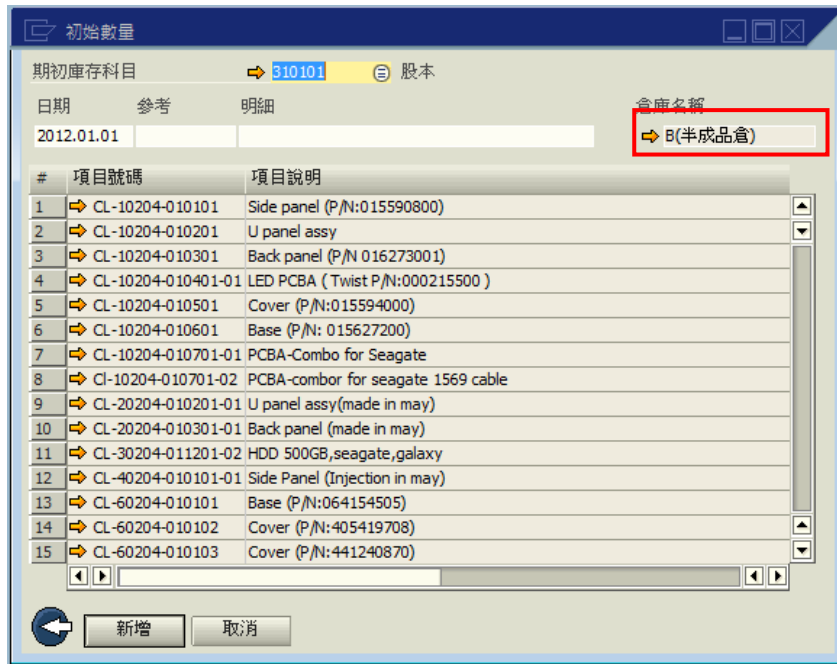 初始數量
期初庫存科目 310101 股本
日期 參考 明細 倉庫名稱
2012.01.01 B(半成品倉)
# 項目號碼 項目說明
1 CL-10204-010101 Side panel (P/N:015590800)
2 CL-10204-010201 U panel assy
3 CL-10204-010301 Back panel (P/N 016273001)
4 CL-10204-010401-01 LED PCBA ( Twist P/N:000215500 )
5 CL-10204-010501 Cover (P/N:015594000)
6 CL-10204-010601 Base (P/N: 015627200)
7 CL-10204-010701-01 PCBA-Combo for Seagate
8 Cl-10204-010701-02 PCBA-combor for seagate 1569 cable
9 CL-20204-010201-01 U panel assy(made in may)
10 CL-20204-010301-01 Back panel (made in may)
11 CL-30204-011201-02 HDD 500GB,seagate,galaxy
12 CL-40204-010101-01 Side Panel (Injection in may)
13 CL-60204-010101 Base (P/N:064154505)
14 CL-60204-010102 Cover (P/N:405419708)
15 CL-60204-010103 Cover (P/N:441240870)
新增 取消